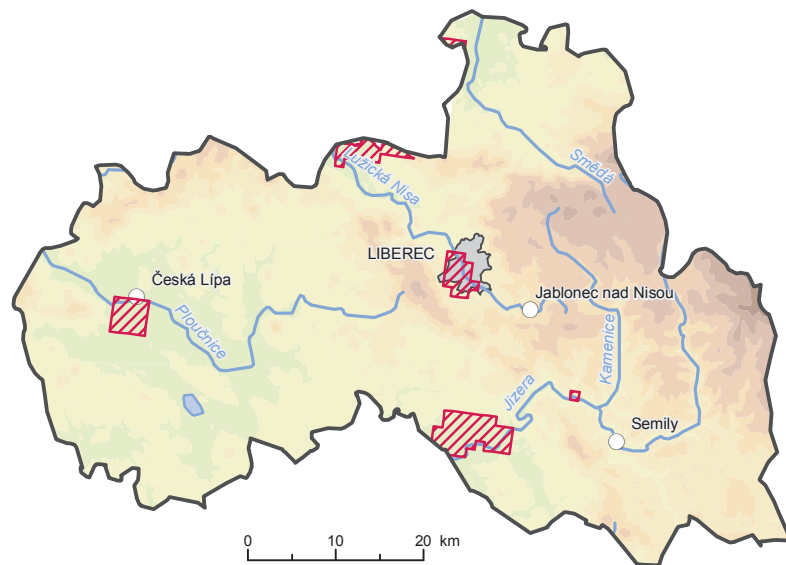 Smědá
Lužická Nisa
LIBEREC
Česká Lípa
Jablonec nad Nisou
Ploučnice
Kamenice
Jizera
Semily
0 10 20 km